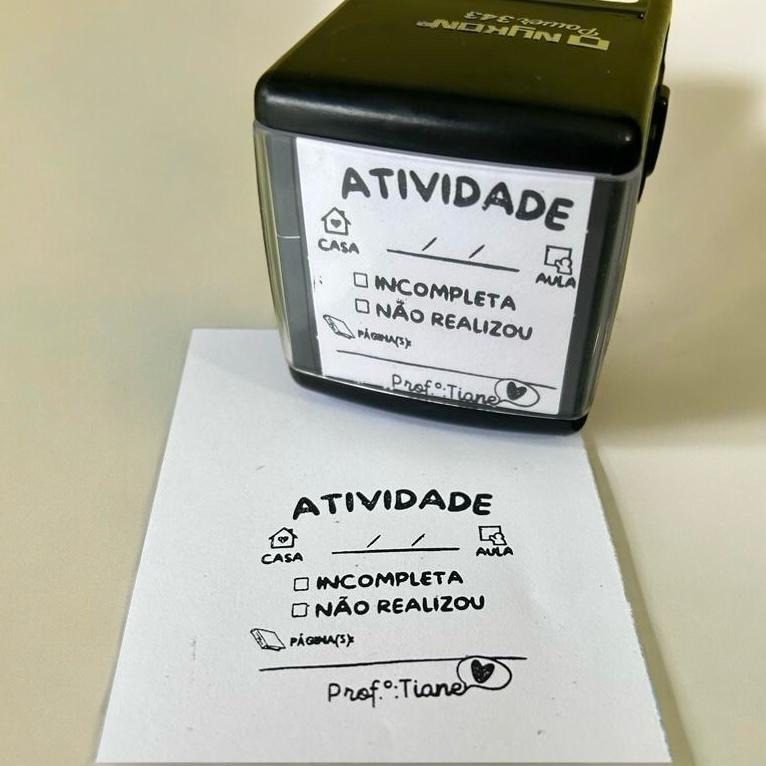 NYKON
Power 343
ATIVIDADE
CASA
/ /
AULA
INCOMPLETA
NÃO REALIZOU
PÁGINA(S):
Prof.º:Tiane
ATIVIDADE
CASA
/ /
AULA
INCOMPLETA
NÃO REALIZOU
PÁGINA(S):
Prof.º:Tiane